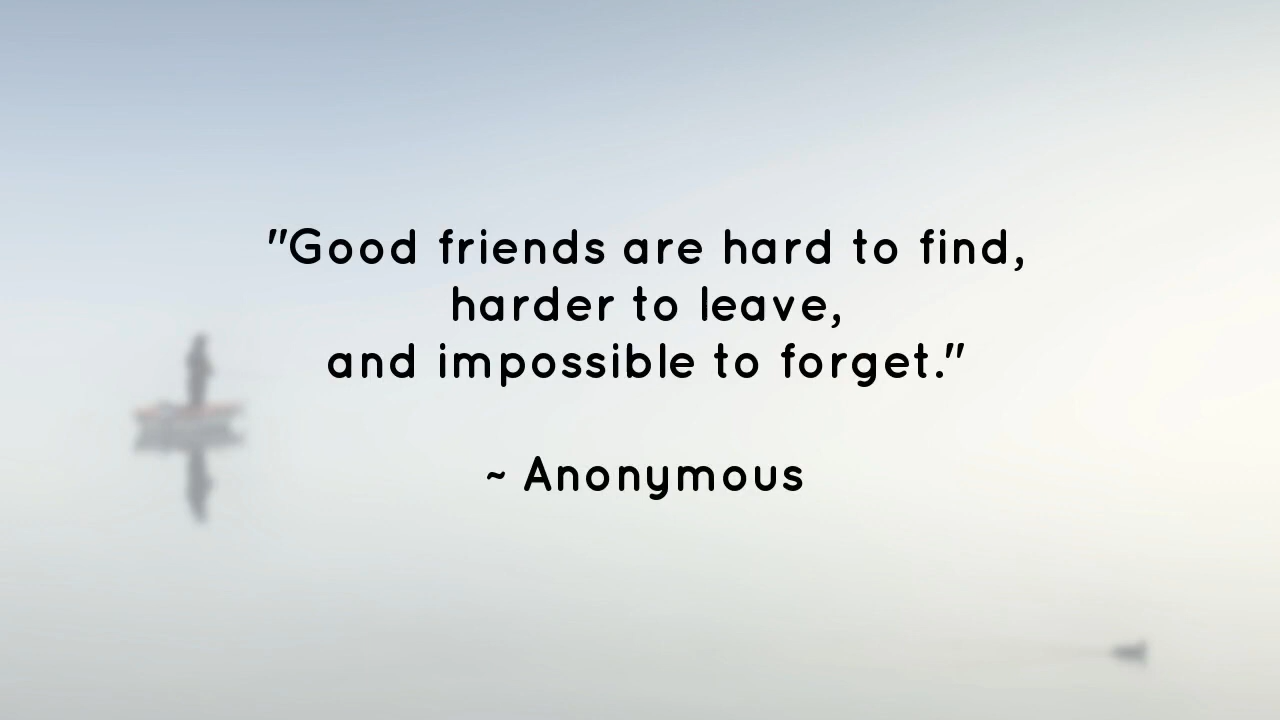 "Good friends are hard to find,
harder to leave,
and impossible to forget."
~ Anonymous